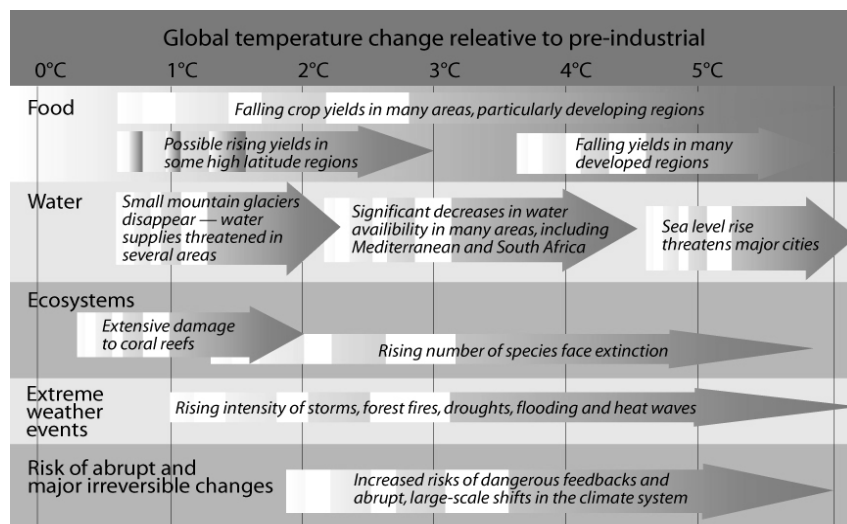 Global temperature change releative to pre-industrial
0°C 1°C 2°C 3°C 4°C 5°C
Food
Falling crop yields in many areas, particularly developing regions
Possible rising yields in
some high latitude regions
Falling yields in many
developed regions
Water
Small mountain glaciers
disappear — water
supplies threatened in
several areas
Significant decreases in water
availibility in many areas, including
Mediterranean and South Africa
Sea level rise
threatens major cities
Ecosystems
Extensive damage
to coral reefs
Rising number of species face extinction
Extreme
weather
events
Rising intensity of storms, forest fires, droughts, flooding and heat waves
Risk of abrupt and
major irreversible changes
Increased risks of dangerous feedbacks and
abrupt, large-scale shifts in the climate system